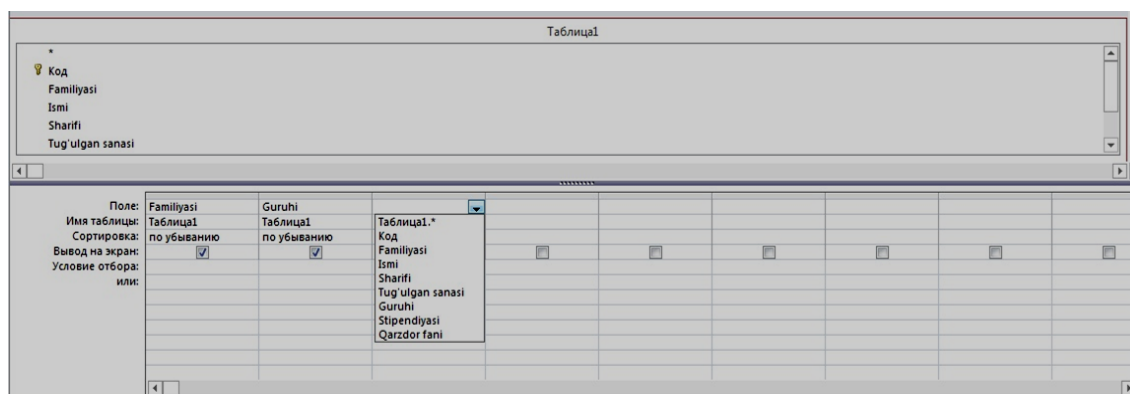 Таблица1
*
Код
Familiyasi
Ismi
Sharifi
Tug'ulgan sanasi
Поле: Familiyasi Guruhi
Имя таблицы: Таблица1 Таблица1 Таблица1.*
Сортировка: по убыванию по убыванию Код
Вывод на экран: Familiyasi
Условие отбора: Ismi
или: Sharifi
Tug'ulgan sanasi
Guruhi
Stipendiyasi
Qarzdor fani